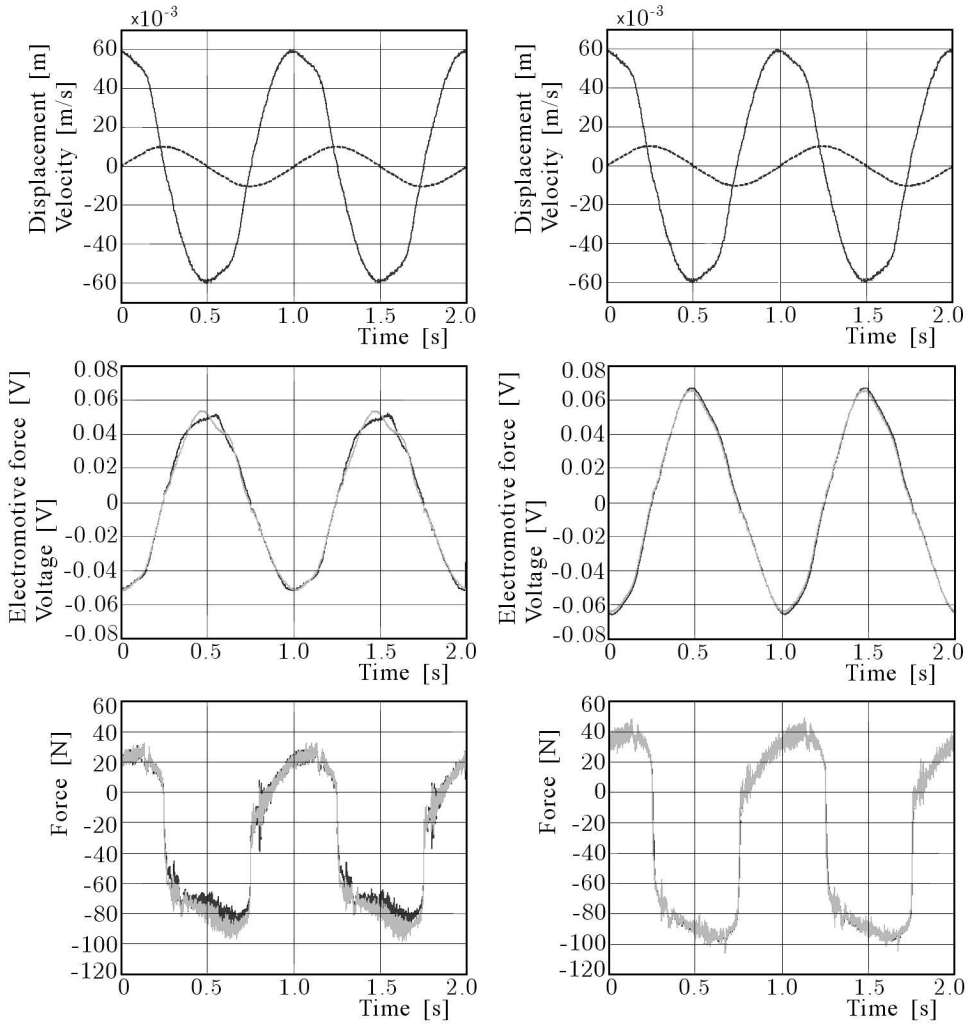 ×10⁻³
Displacement [m]
Velocity [m/s]
60
40
20
0
-20
-40
-60
0 0.5 1.0 1.5 2.0
Time [s]
×10⁻³
Displacement [m]
Velocity [m/s]
60
40
20
0
-20
-40
-60
0 0.5 1.0 1.5 2.0
Time [s]
Electromotive force [V]
Voltage [V]
0.08
0.06
0.04
0.02
0
-0.02
-0.04
-0.06
-0.08
0 0.5 1.0 1.5 2.0
Time [s]
Electromotive force [V]
Voltage [V]
0.08
0.06
0.04
0.02
0
-0.02
-0.04
-0.06
-0.08
0 0.5 1.0 1.5 2.0
Time [s]
Force [N]
60
40
20
0
-20
-40
-60
-80
-100
-120
0 0.5 1.0 1.5 2.0
Time [s]
Force [N]
60
40
20
0
-20
-40
-60
-80
-100
-120
0 0.5 1.0 1.5 2.0
Time [s]